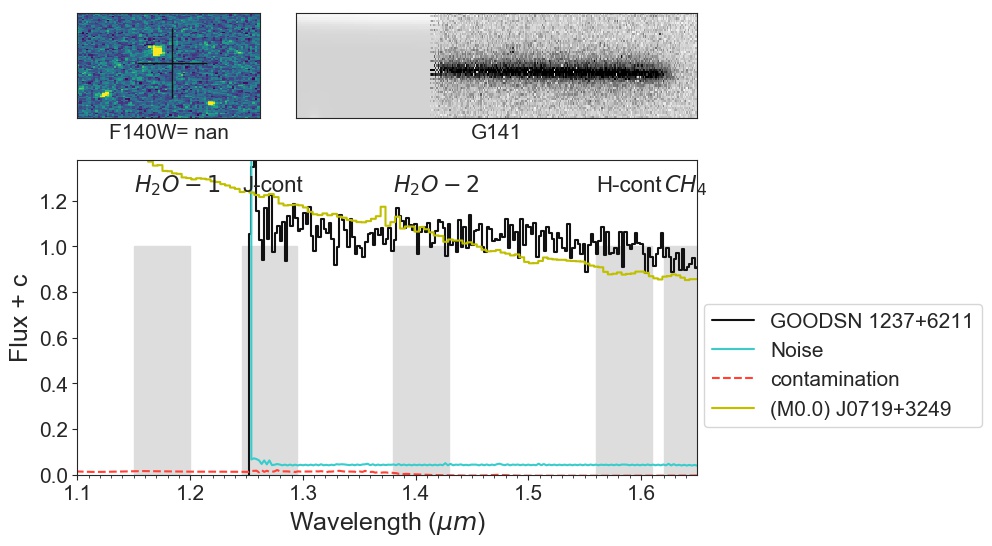 F140W= nan
G141
H₂O − 1
J-cont
H₂O − 2
H-cont
CH₄
1.2
1.0
0.8
0.6
0.4
0.2
0.0
Flux + c
1.1
1.2
1.3
1.4
1.5
1.6
Wavelength (μm)
GOODSN 1237+6211
Noise
contamination
(M0.0) J0719+3249